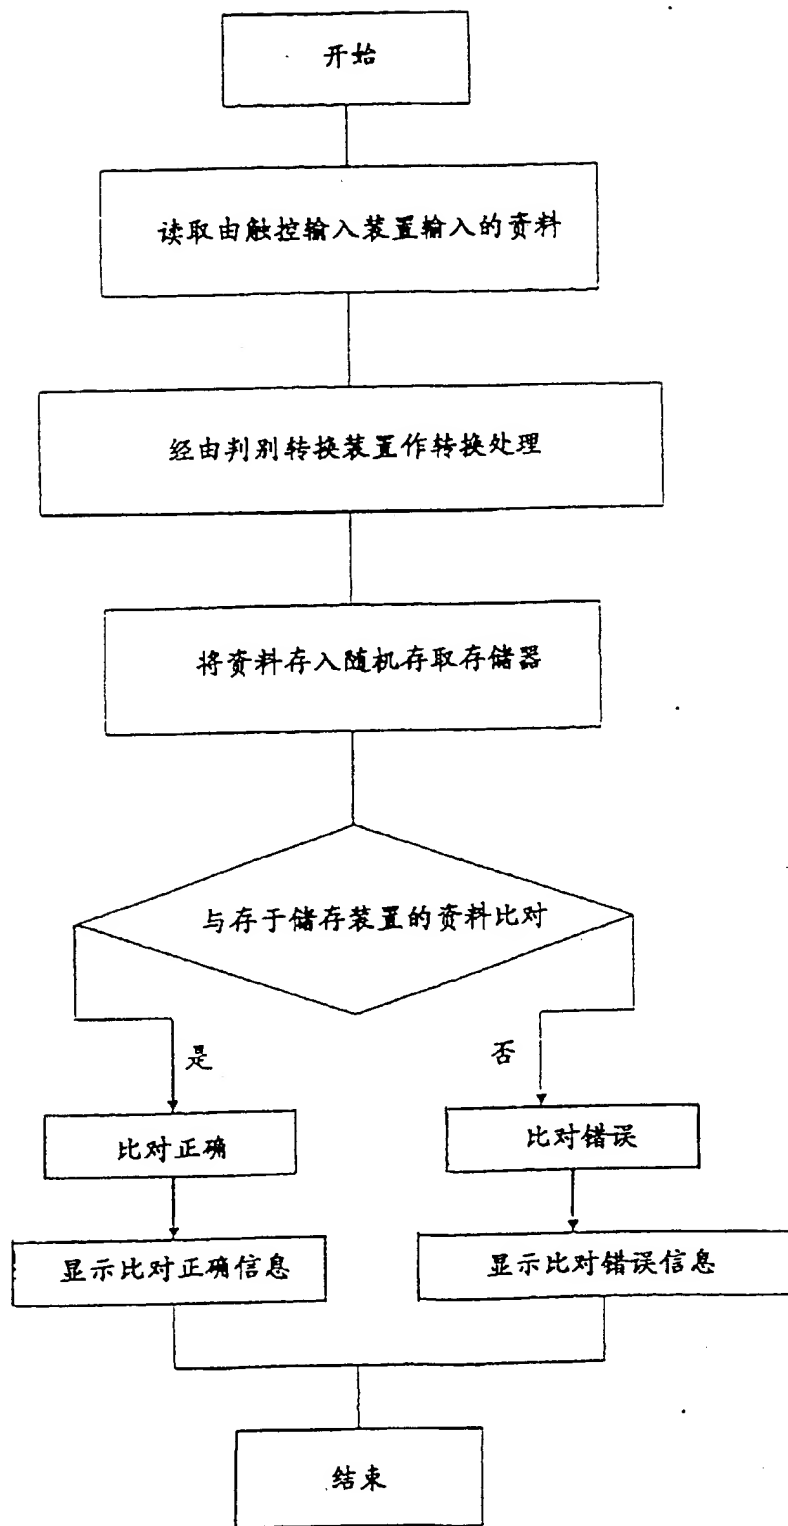 开始
读取由触控输入装置输入的资料
经由判别转换装置作转换处理
将资料存入随机存取存储器
与存于储存装置的资料比对
是
否
比对正确
比对错误
显示比对正确信息
显示比对错误信息
结束